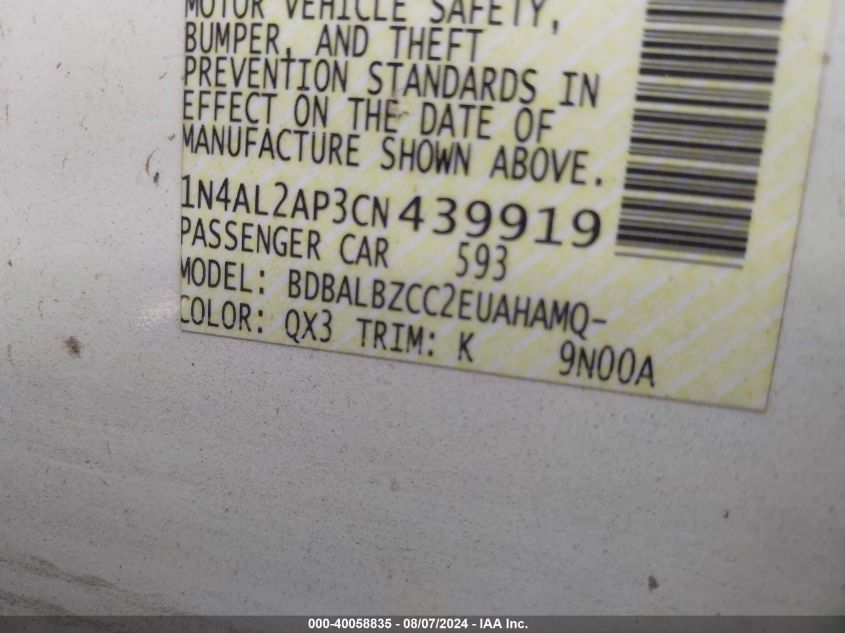 MOTOR VEHICLE SAFETY,
BUMPER, AND THEFT
PREVENTION STANDARDS IN
EFFECT ON THE DATE OF
MANUFACTURE SHOWN ABOVE.
1N4AL2AP3CN439919
PASSENGER CAR 593
MODEL: BDBALBZCC2EUAHAMQ-
COLOR: QX3 TRIM: K 9N00A
000-40058835 - 08/07/2024 - IAA Inc.